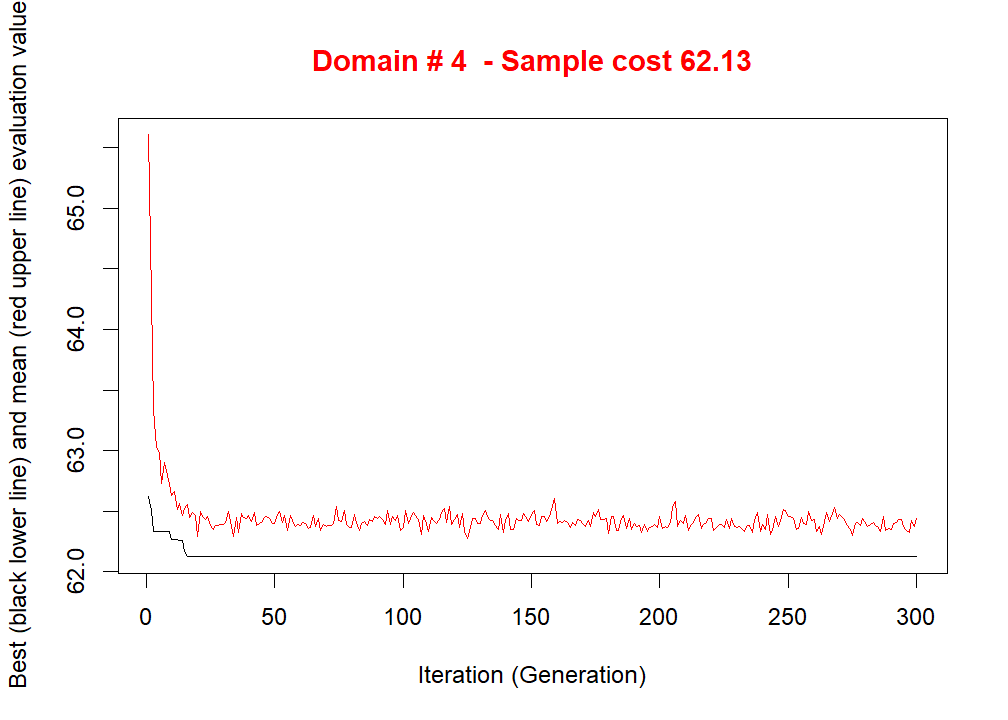 Domain # 4  - Sample cost 62.13
Best (black lower line) and mean (red upper line) evaluation value
65.0
64.0
63.0
62.0
0 50 100 150 200 250 300
Iteration (Generation)